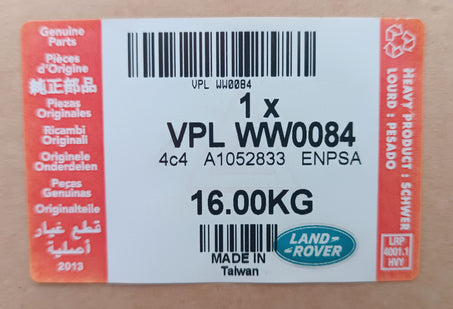 Genuine
Parts
Pièces
d'Origine
純正部品
Piezas
Originales
Ricambi
Originali
Originele
Onderdelen
Peças
Genuínas
Originalteile
قطع غيار
أصلية
2013
VPL WW0084
1 x
VPL WW0084
4c4 A1052833 ENPSA
16.00KG
MADE IN
Taiwan
LAND-
ROVER
HEAVY PRODUCT : SCHWER
LOURD : PESADO
LRP
4001.1
HVY